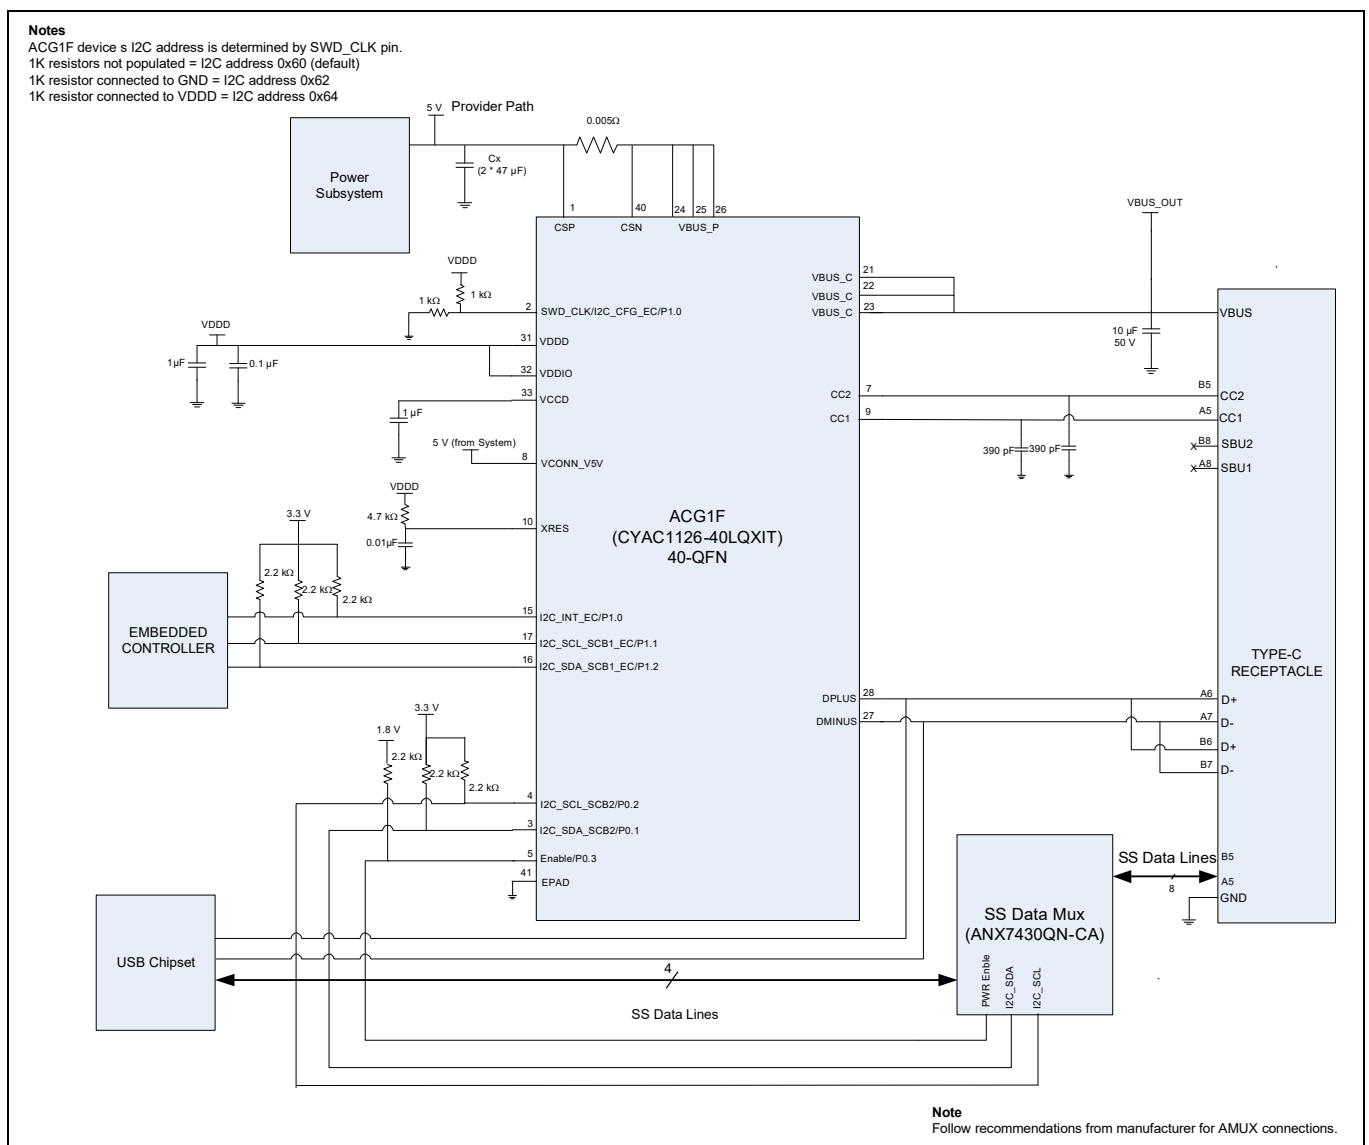 Notes
ACG1F device s I2C address is determined by SWD_CLK pin.
1K resistors not populated = I2C address 0x60 (default)
1K resistor connected to GND = I2C address 0x62
1K resistor connected to VDDD = I2C address 0x64
5 V Provider Path
0.005Ω
Power
Subsystem
Cx
(2 * 47 µF)
1 40 24 25 26
CSP CSN VBUS_P
VBUS_OUT
VDDD
1 kΩ
1 kΩ
2 SWD_CLK/I2C_CFG_EC/P1.0
VBUS_C 21
VBUS_C 22
VBUS_C 23
VBUS
10 µF
50 V
VDDD
31 VDDD
1µF
0.1 µF
32 VDDIO
33 VCCD
1 µF
CC2 7
B5 CC2
CC1 9
A5 CC1
390 pF
390 pF
B8 SBU2
A8 SBU1
5 V (from System)
8 VCONN_V5V
VDDD
4.7 kΩ
10 XRES
0.01µF
ACG1F
(CYAC1126-40LQXIT)
40-QFN
3.3 V
2.2 kΩ
2.2 kΩ
2.2 kΩ
EMBEDDED
CONTROLLER
15 I2C_INT_EC/P1.0
17 I2C_SCL_SCB1_EC/P1.1
16 I2C_SDA_SCB1_EC/P1.2
TYPE-C
RECEPTACLE
DPLUS 28
A6 D+
DMINUS 27
A7 D-
B6 D+
B7 D-
3.3 V
1.8 V
2.2 kΩ
2.2 kΩ
2.2 kΩ
4 I2C_SCL_SCB2/P0.2
3 I2C_SDA_SCB2/P0.1
5 Enable/P0.3
41 EPAD
SS Data Lines
8
B5
A5
GND
SS Data Mux
(ANX7430QN-CA)
PWR Enble
I2C_SDA
I2C_SCL
USB Chipset
4
SS Data Lines
Note
Follow recommendations from manufacturer for AMUX connections.